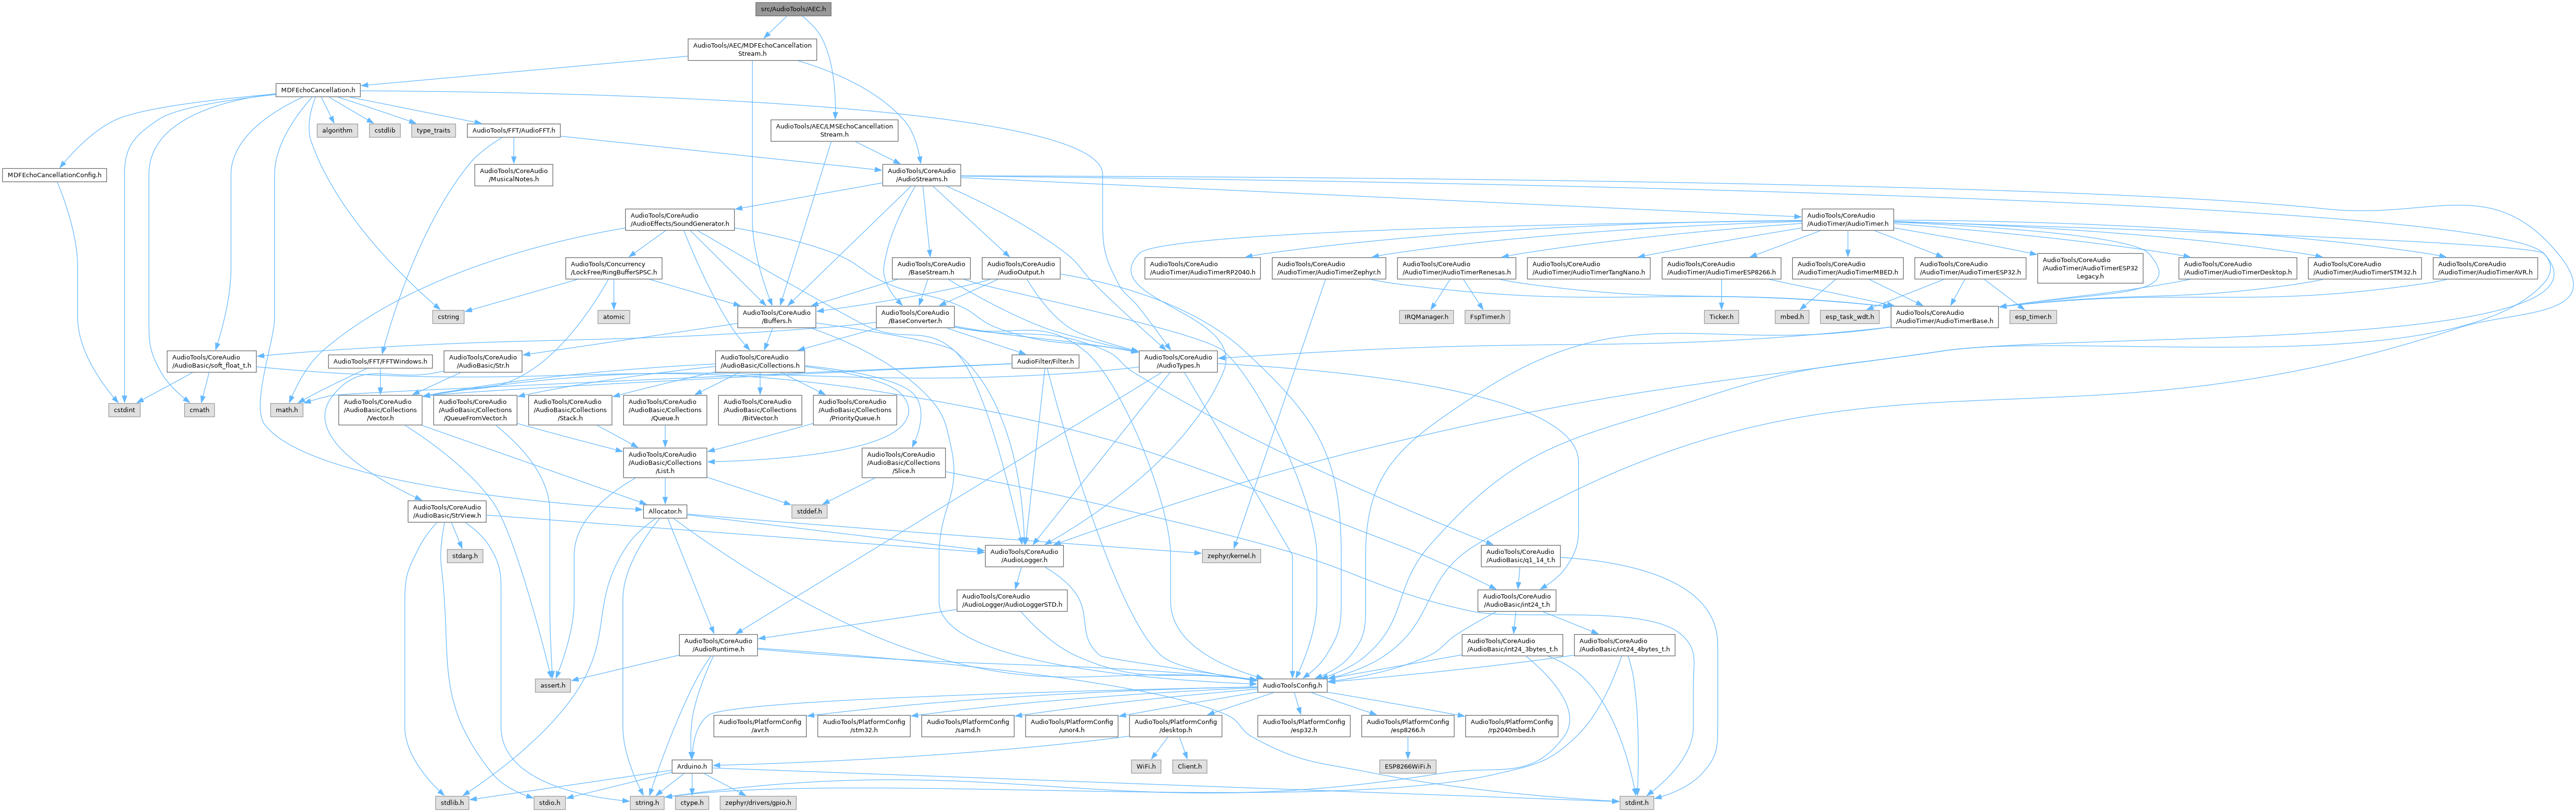 src/AudioTools/AEC.h
AudioTools/AEC/MDFEchoCancellation
Stream.h
MDFEchoCancellation.h
algorithm
cstdlib
type_traits
AudioTools/FFT/AudioFFT.h
AudioTools/AEC/LMSEchoCancellation
Stream.h
MDFEchoCancellationConfig.h
AudioTools/CoreAudio
/MusicalNotes.h
AudioTools/CoreAudio
/AudioStreams.h
AudioTools/CoreAudio
/AudioEffects/SoundGenerator.h
AudioTools/CoreAudio
/AudioTimer/AudioTimer.h
AudioTools/Concurrency
/LockFree/RingBufferSPSC.h
AudioTools/CoreAudio
/BaseStream.h
AudioTools/CoreAudio
/AudioOutput.h
AudioTools/CoreAudio
/AudioTimer/AudioTimerRP2040.h
AudioTools/CoreAudio
/AudioTimer/AudioTimerZephyr.h
AudioTools/CoreAudio
/AudioTimer/AudioTimerRenesas.h
AudioTools/CoreAudio
/AudioTimer/AudioTimerTangNano.h
AudioTools/CoreAudio
/AudioTimer/AudioTimerESP8266.h
AudioTools/CoreAudio
/AudioTimer/AudioTimerMBED.h
AudioTools/CoreAudio
/AudioTimer/AudioTimerESP32.h
AudioTools/CoreAudio
/AudioTimer/AudioTimerESP32
Legacy.h
AudioTools/CoreAudio
/AudioTimer/AudioTimerDesktop.h
AudioTools/CoreAudio
/AudioTimer/AudioTimerSTM32.h
AudioTools/CoreAudio
/AudioTimer/AudioTimerAVR.h
cstring
atomic
AudioTools/CoreAudio
/Buffers.h
AudioTools/CoreAudio
/BaseConverter.h
IRQManager.h
FspTimer.h
Ticker.h
mbed.h
esp_task_wdt.h
AudioTools/CoreAudio
/AudioTimer/AudioTimerBase.h
esp_timer.h
AudioTools/CoreAudio
/AudioBasic/soft_float_t.h
AudioTools/FFT/FFTWindows.h
AudioTools/CoreAudio
/AudioBasic/Str.h
AudioTools/CoreAudio
/AudioBasic/Collections.h
AudioFilter/Filter.h
AudioTools/CoreAudio
/AudioTypes.h
cstdint
cmath
math.h
AudioTools/CoreAudio
/AudioBasic/Collections
/Vector.h
AudioTools/CoreAudio
/AudioBasic/Collections
/QueueFromVector.h
AudioTools/CoreAudio
/AudioBasic/Collections
/Stack.h
AudioTools/CoreAudio
/AudioBasic/Collections
/Queue.h
AudioTools/CoreAudio
/AudioBasic/Collections
/BitVector.h
AudioTools/CoreAudio
/AudioBasic/Collections
/PriorityQueue.h
AudioTools/CoreAudio
/AudioBasic/Collections
/List.h
AudioTools/CoreAudio
/AudioBasic/Collections
/Slice.h
AudioTools/CoreAudio
/AudioBasic/StrView.h
Allocator.h
stddef.h
stdarg.h
AudioTools/CoreAudio
/AudioLogger.h
zephyr/kernel.h
AudioTools/CoreAudio
/AudioBasic/q1_14_t.h
AudioTools/CoreAudio
/AudioLogger/AudioLoggerSTD.h
AudioTools/CoreAudio
/AudioBasic/int24_t.h
AudioTools/CoreAudio
/AudioRuntime.h
AudioTools/CoreAudio
/AudioBasic/int24_3bytes_t.h
AudioTools/CoreAudio
/AudioBasic/int24_4bytes_t.h
assert.h
AudioToolsConfig.h
AudioTools/PlatformConfig
/avr.h
AudioTools/PlatformConfig
/stm32.h
AudioTools/PlatformConfig
/samd.h
AudioTools/PlatformConfig
/unor4.h
AudioTools/PlatformConfig
/desktop.h
AudioTools/PlatformConfig
/esp32.h
AudioTools/PlatformConfig
/esp8266.h
AudioTools/PlatformConfig
/rp2040mbed.h
Arduino.h
WiFi.h
Client.h
ESP8266WiFi.h
stdlib.h
stdio.h
string.h
ctype.h
zephyr/drivers/gpio.h
stdint.h